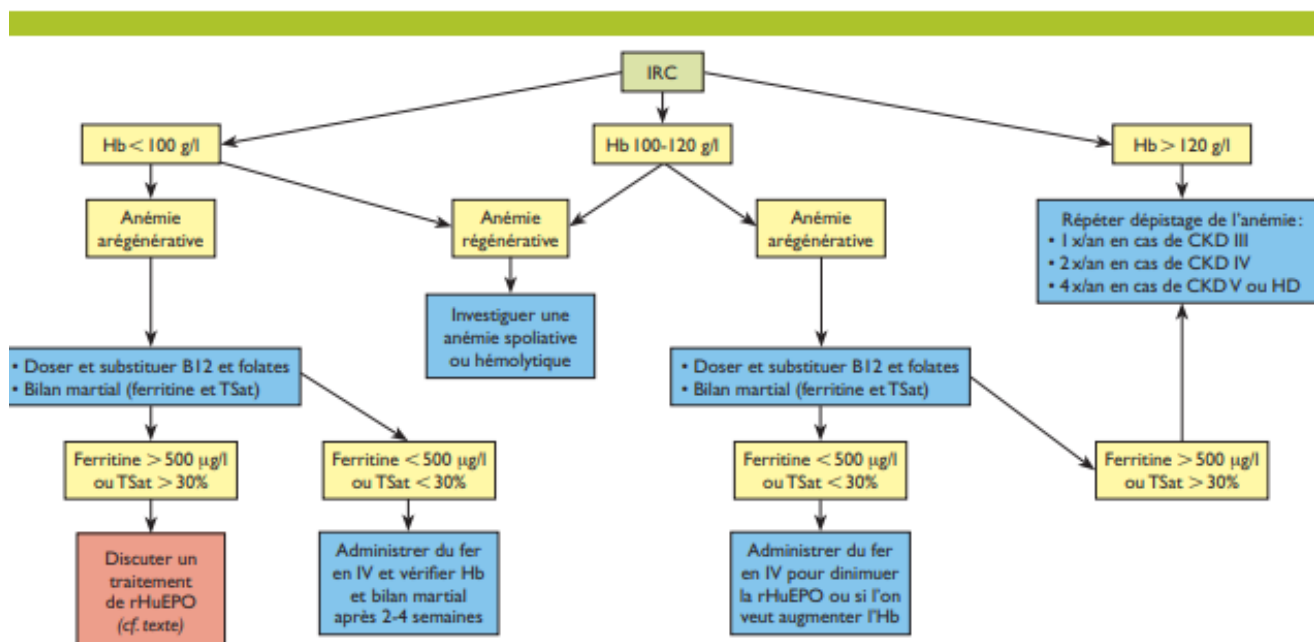 IRC
Hb < 100 g/l
Hb 100-120 g/l
Hb > 120 g/l
Anémie
arégénérative
Anémie
régénérative
Anémie
arégénérative
Répéter dépistage de l'anémie :
• 1 x/an en cas de CKD III
• 2 x/an en cas de CKD IV
• 4 x/an en cas de CKD V ou HD
Investiguer une
anémie spoliative
ou hémolytique
• Doser et substituer B12 et folates
• Bilan martial (ferritine et TSat)
• Doser et substituer B12 et folates
• Bilan martial (ferritine et TSat)
Ferritine > 500 µg/l
ou TSat > 30%
Ferritine < 500 µg/l
ou TSat < 30%
Ferritine < 500 µg/l
ou TSat < 30%
Ferritine > 500 µg/l
ou TSat > 30%
Discuter un
traitement
de rHuEPO
(cf. texte)
Administrer du fer
en IV et vérifier Hb
et bilan martial
après 2-4 semaines
Administrer du fer
en IV pour dinimuer
la rHuEPO ou si l'on
veut augmenter l'Hb